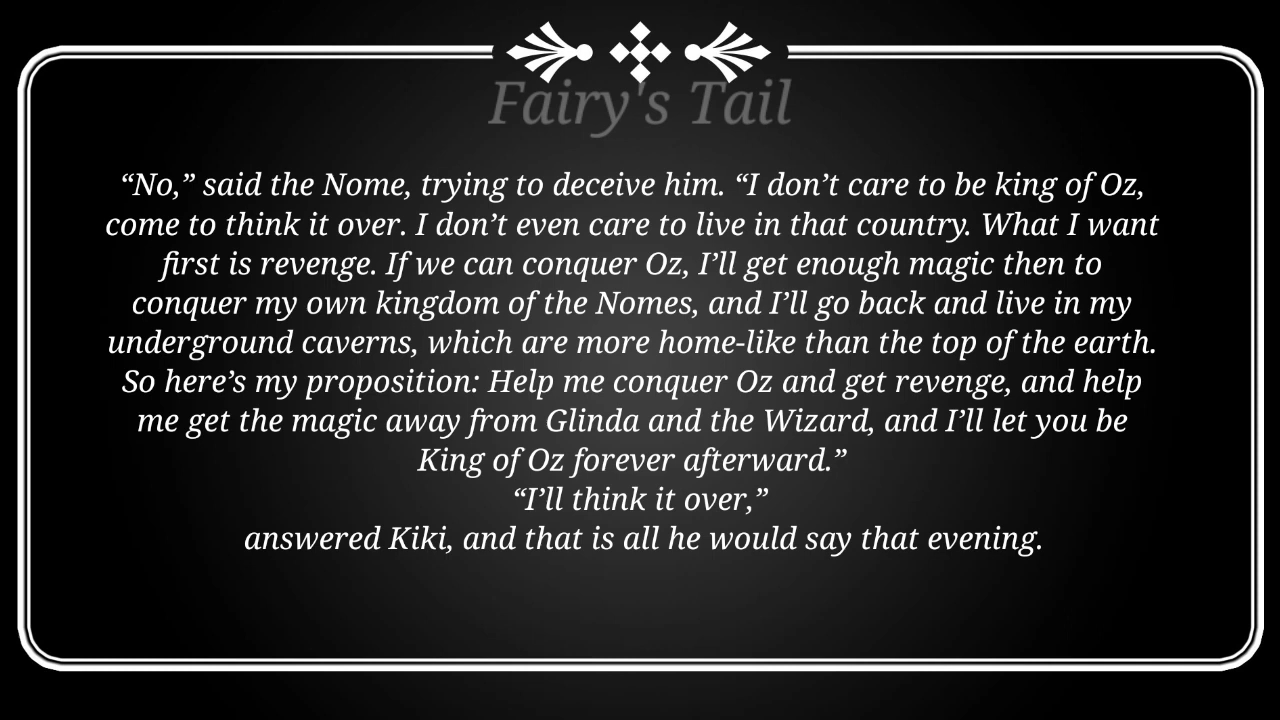 Fairy's Tail
“No,” said the Nome, trying to deceive him. “I don’t care to be king of Oz,
come to think it over. I don’t even care to live in that country. What I want
first is revenge. If we can conquer Oz, I’ll get enough magic then to
conquer my own kingdom of the Nomes, and I’ll go back and live in my
underground caverns, which are more home-like than the top of the earth.
So here’s my proposition: Help me conquer Oz and get revenge, and help
me get the magic away from Glinda and the Wizard, and I’ll let you be
King of Oz forever afterward.”
“I’ll think it over,”
answered Kiki, and that is all he would say that evening.